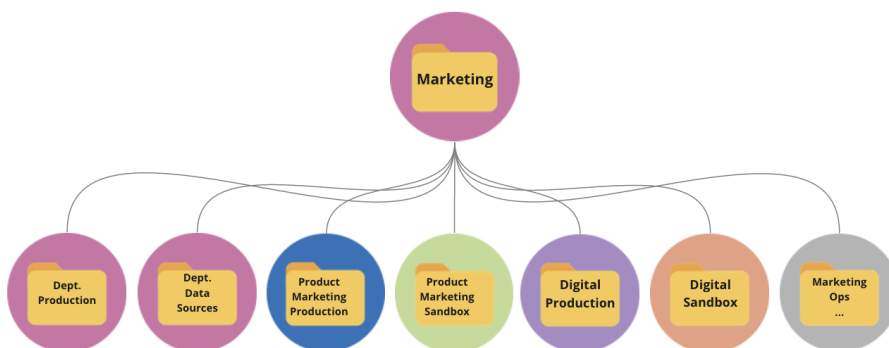 Marketing
Dept.
Production
Dept.
Data
Sources
Product
Marketing
Production
Product
Marketing
Sandbox
Digital
Production
Digital
Sandbox
Marketing
Ops
...